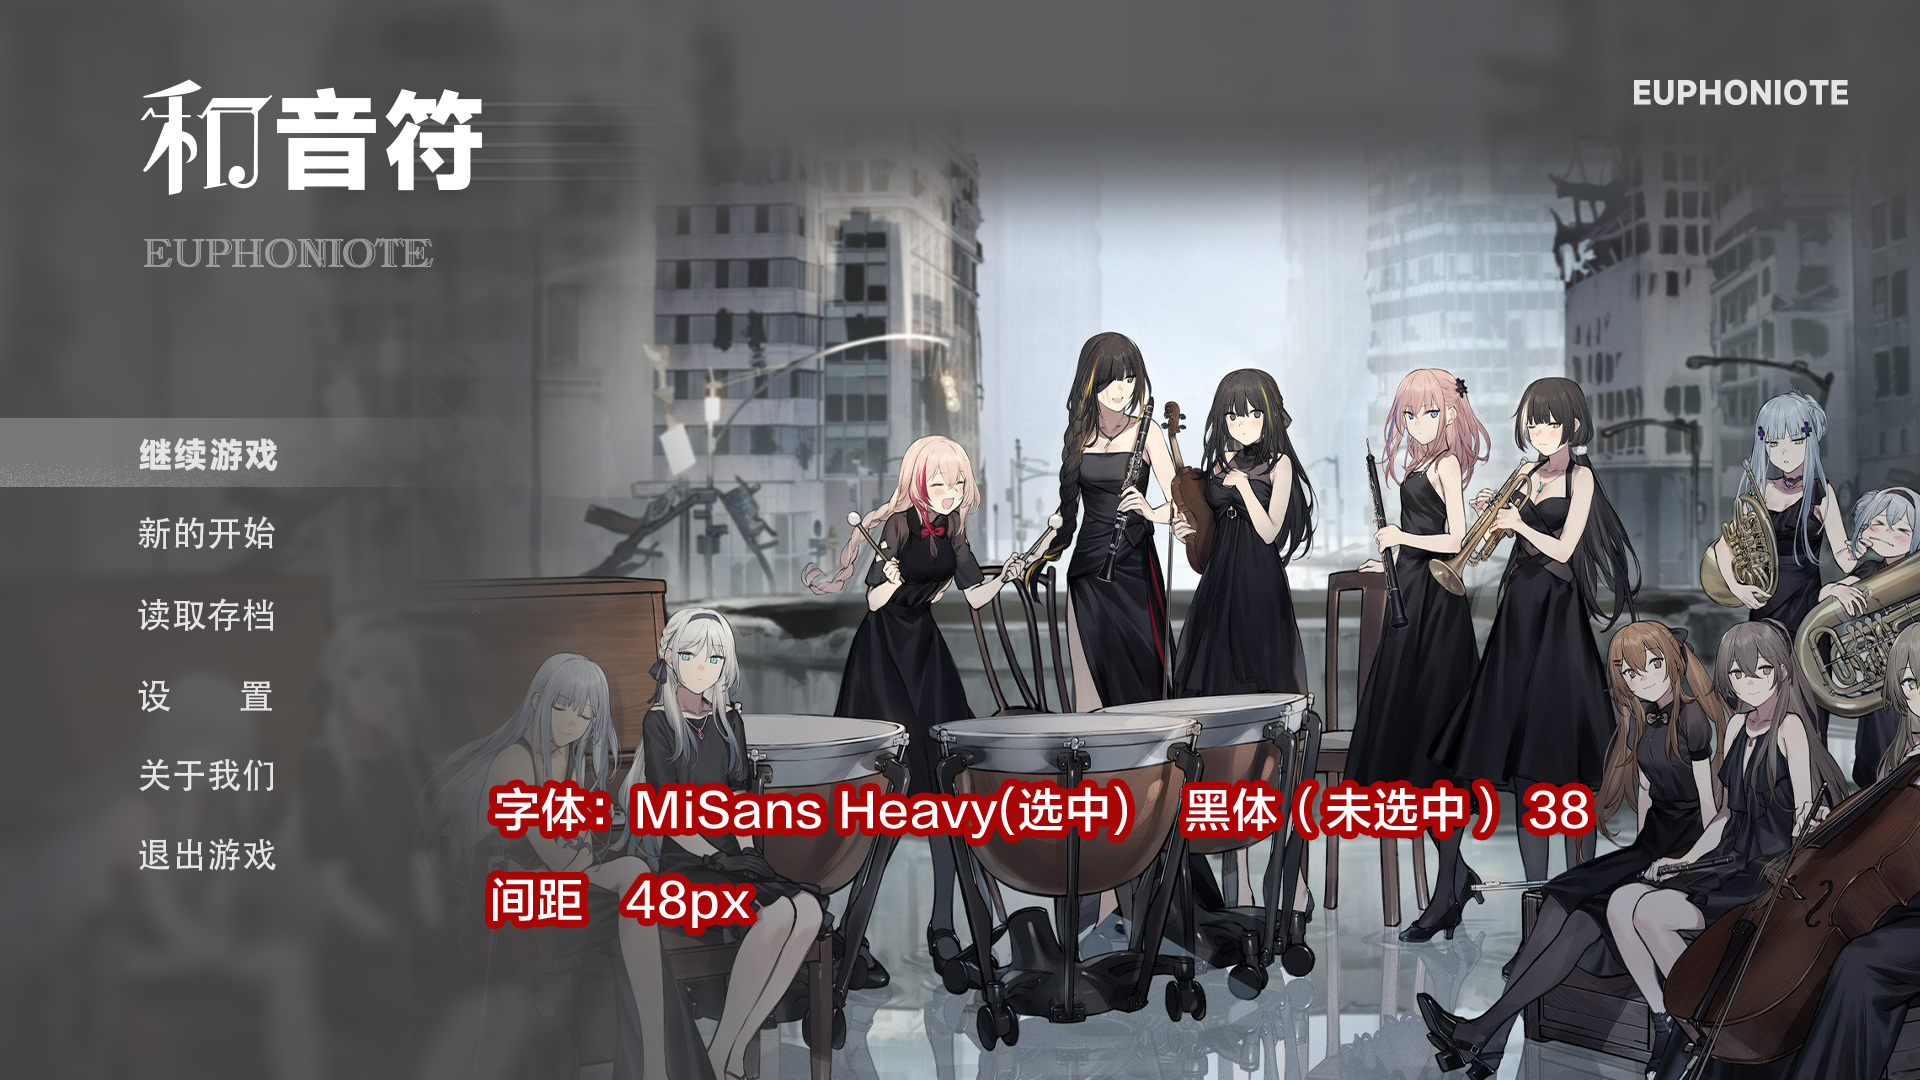 和音符
EUPHONIOTE
EUPHONIOTE
继续游戏
新的开始
读取存档
设 置
关于我们
退出游戏
字体：MiSans Heavy(选中) 黑体（未选中）38
间距 48px